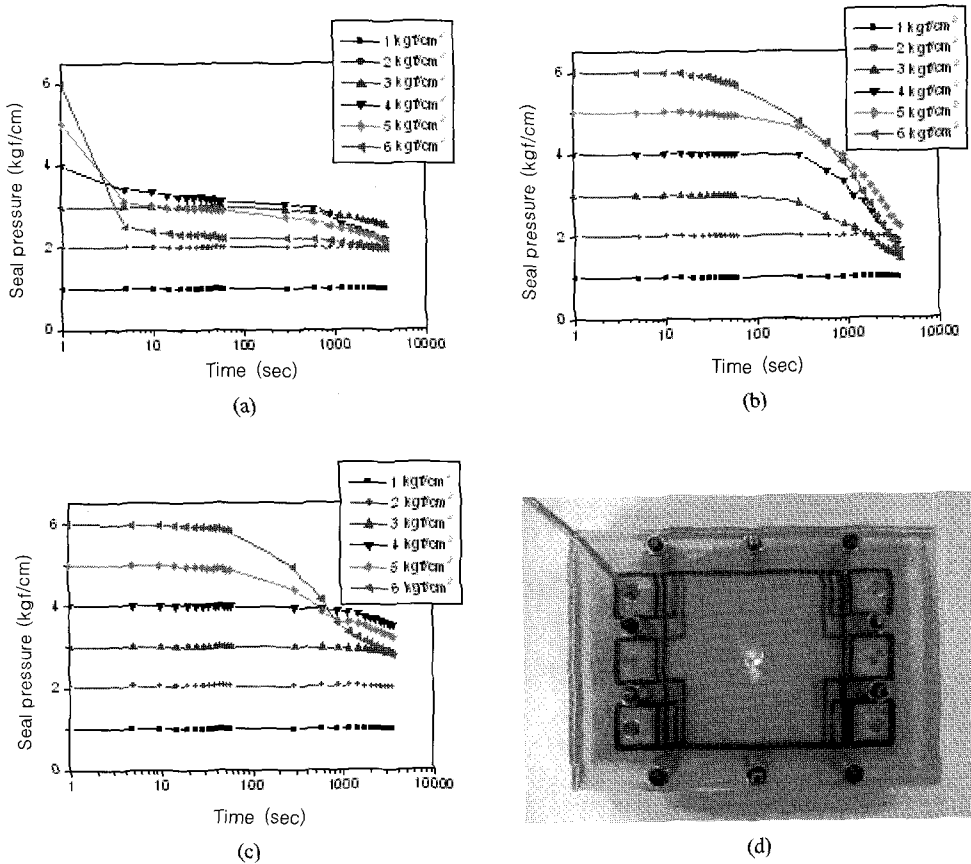 1 kgf/cm²
2 kgf/cm²
3 kgf/cm²
4 kgf/cm²
5 kgf/cm²
6 kgf/cm²
Seal pressure (kgf/cm)
6
4
2
0
1
10
100
1000
10000
Time (sec)
(a)
1 kgf/cm²
2 kgf/cm²
3 kgf/cm²
4 kgf/cm²
5 kgf/cm²
6 kgf/cm²
Seal pressure (kgf/cm)
6
4
2
0
1
10
100
1000
10000
Time (sec)
(b)
1 kgf/cm²
2 kgf/cm²
3 kgf/cm²
4 kgf/cm²
5 kgf/cm²
6 kgf/cm²
Seal pressure (kgf/cm)
6
4
2
0
1
10
100
1000
10000
Time (sec)
(c)
(d)